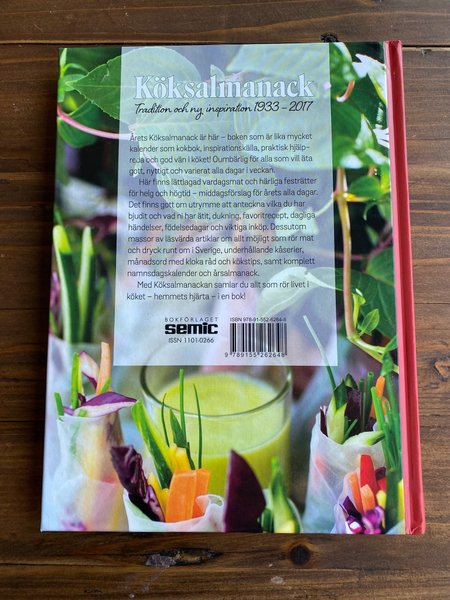 Köksalmanack
Tradition och ny inspiration 1933 – 2017
Årets Köksalmanack är här – boken som är lika mycket
kalender som kokbok, inspirationskälla, praktisk hjälp-
reda och god vän i köket! Oumbärlig för alla som vill äta
gott, nyttigt och varierat alla dagar i veckan.
Här finns lättlagad vardagsmat och härliga festrätter
för helg och högtid – middagsförslag för årets alla dagar.
Det finns gott om utrymme att anteckna vilka du har
bjudit och vad ni har ätit, dukning, favoritrecept, dagliga
händelser, födelsedagar och viktiga inköp. Dessutom
massor av läsvärda artiklar om allt möjligt som rör mat
och dryck runt om i Sverige, underhållande kåserier,
månadsord med kloka råd och kökstips, samt komplett
namnsdagskalender och årsalmanack.
Med Köksalmanackan samlar du allt som rör livet i
köket – hemmets hjärta – i en bok!
BOKFÖRLAGET
semic
ISSN 1101-0266
ISBN 978-91-552-6264-8
9 789155 262648